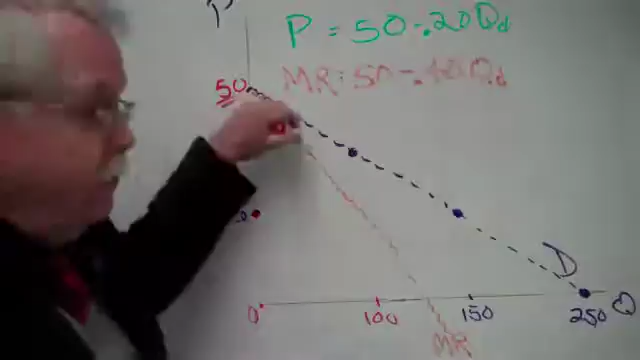 P
P = 50 - .20Qd
MR = 50 - .40Qd
50
D
0
100
150
250
Q
MR